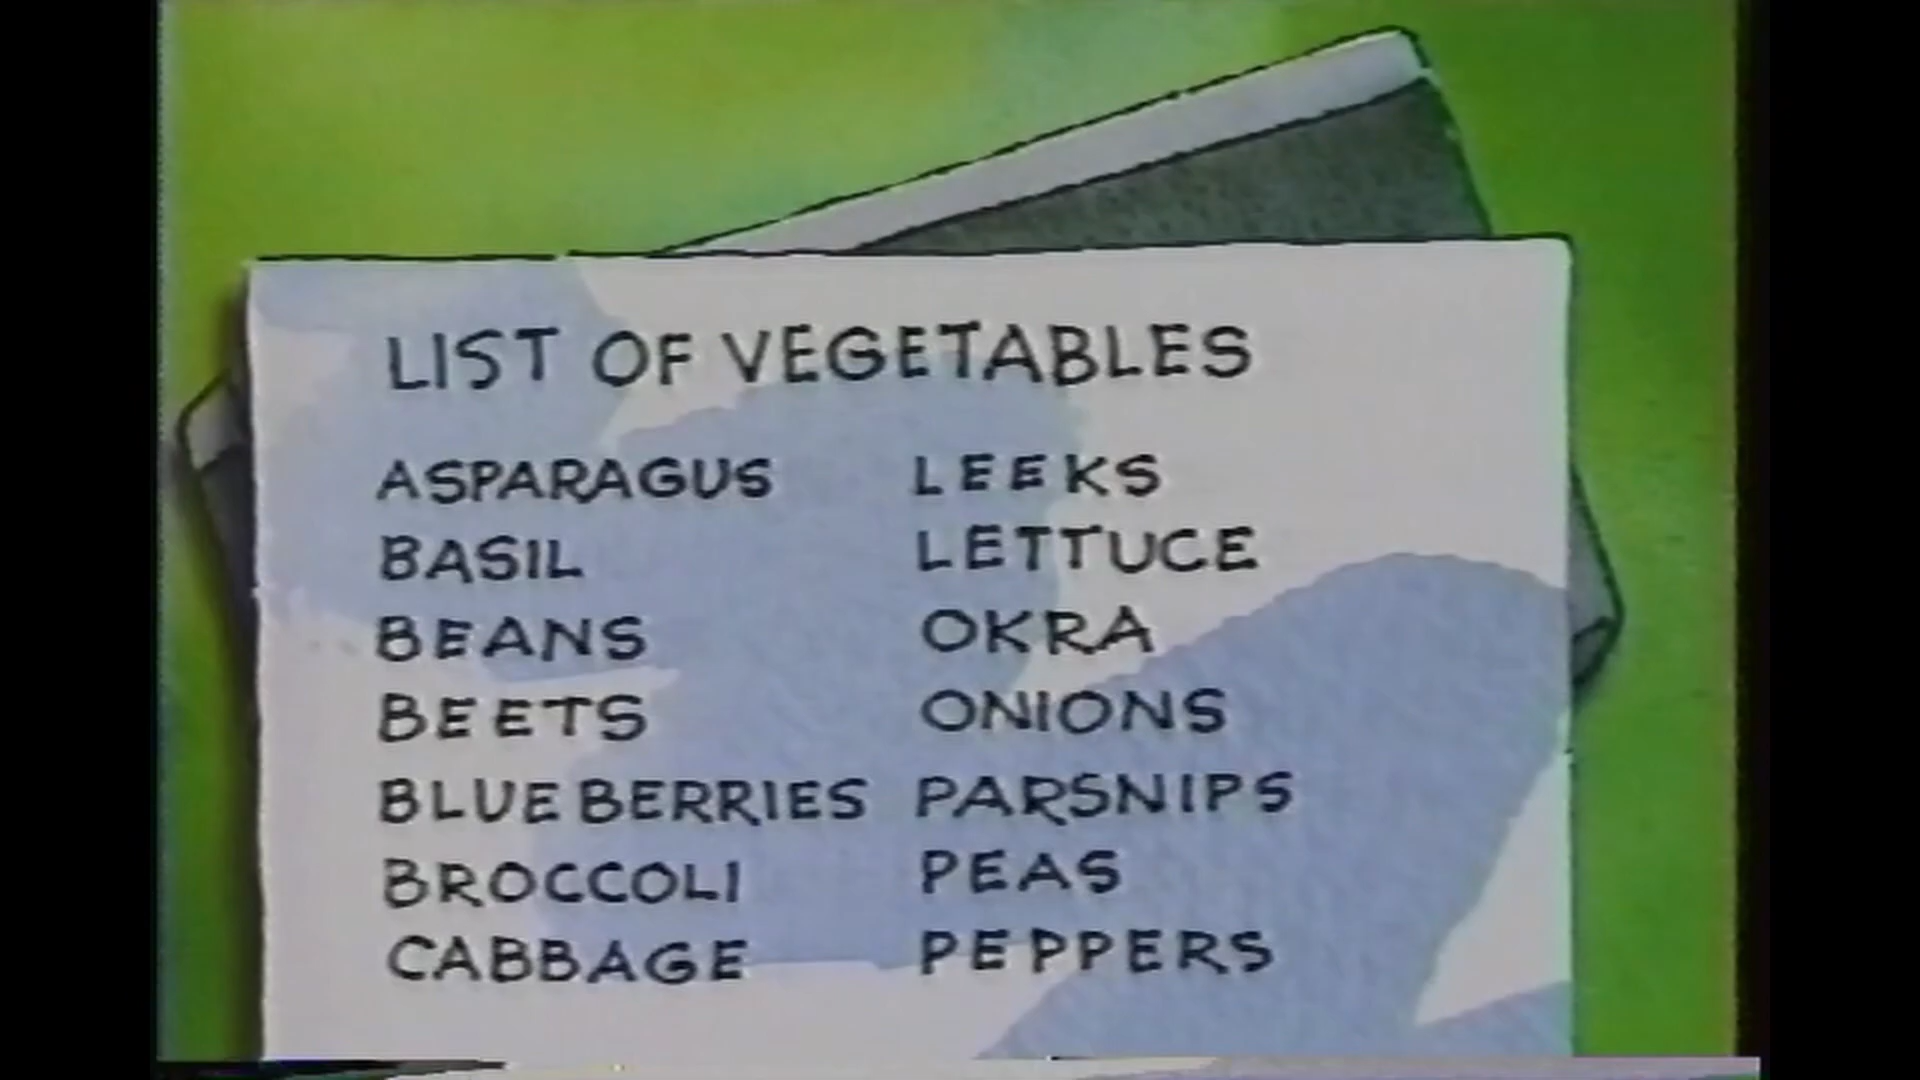 LIST OF VEGETABLES
ASPARAGUS
BASIL
BEANS
BEETS
BLUEBERRIES
BROCCOLI
CABBAGE
LEEKS
LETTUCE
OKRA
ONIONS
PARSNIPS
PEAS
PEPPERS